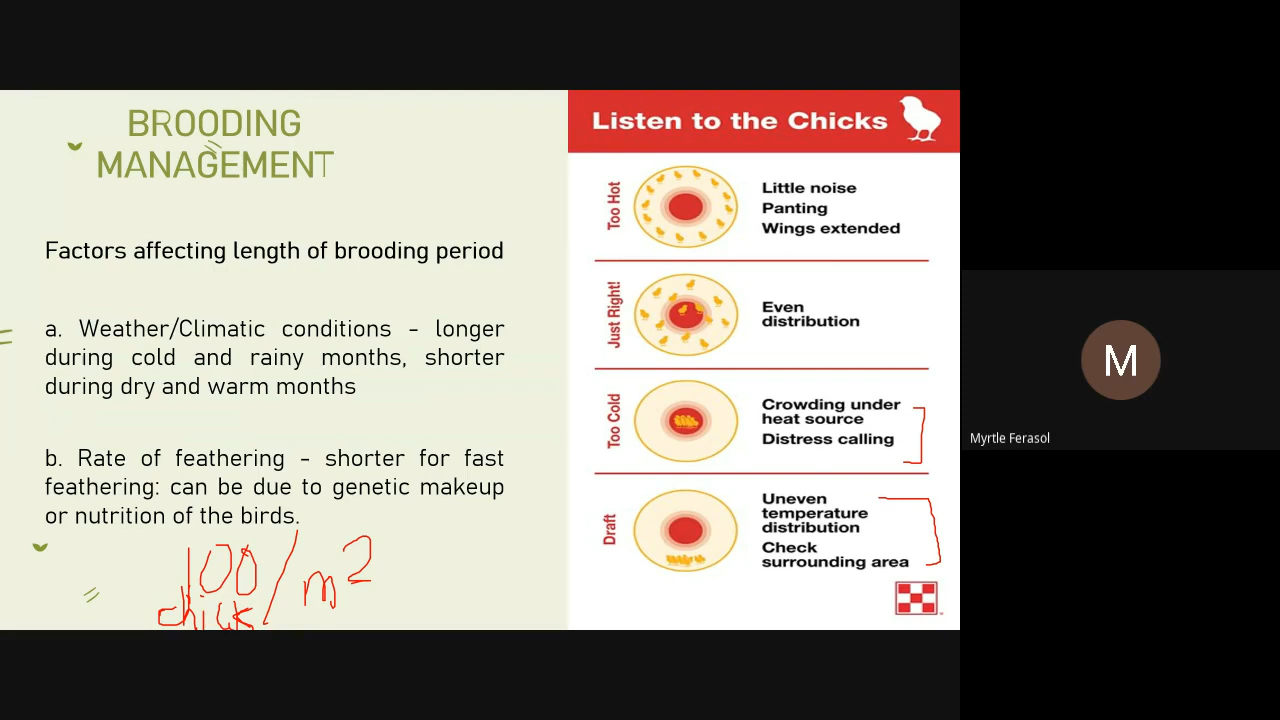 BROODING
MANAGEMENT
Factors affecting length of brooding period
a. Weather/Climatic conditions - longer
during cold and rainy months, shorter
during dry and warm months
b. Rate of feathering - shorter for fast
feathering: can be due to genetic makeup
or nutrition of the birds.
100 / m²
chick
Listen to the Chicks
Too Hot
Little noise
Panting
Wings extended
Just Right!
Even
distribution
Too Cold
Crowding under
heat source
Distress calling
Draft
Uneven
temperature
distribution
Check
surrounding area
M
Myrtle Ferasol